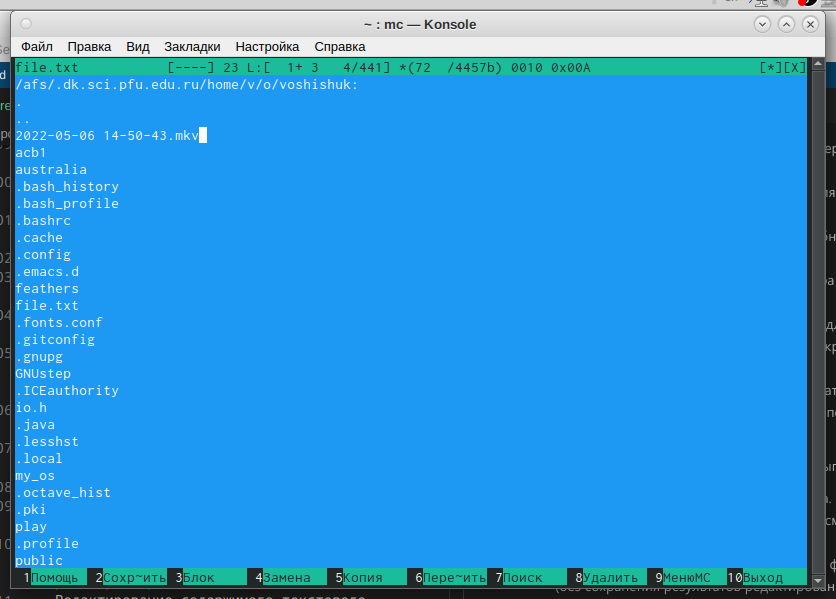 ~ : mc — Konsole
Файл Правка Вид Закладки Настройка Справка
file.txt [----] 23 L:[ 1+ 3 4/441] *(72 /4457b) 0010 0x00A [*][X]
/afs/.dk.sci.pfu.edu.ru/home/v/o/voshishuk:
.
..
2022-05-06 14-50-43.mkv
acb1
australia
.bash_history
.bash_profile
.bashrc
.cache
.config
.emacs.d
feathers
file.txt
.fonts.conf
.gitconfig
.gnupg
GNUstep
.ICEauthority
io.h
.java
.lesshst
.local
my_os
.octave_hist
.pki
play
.profile
public
1Помощь 2Сохр~ить 3Блок 4Замена 5Копия 6Пере~ить 7Поиск 8Удалить 9МенюMC 10Выход